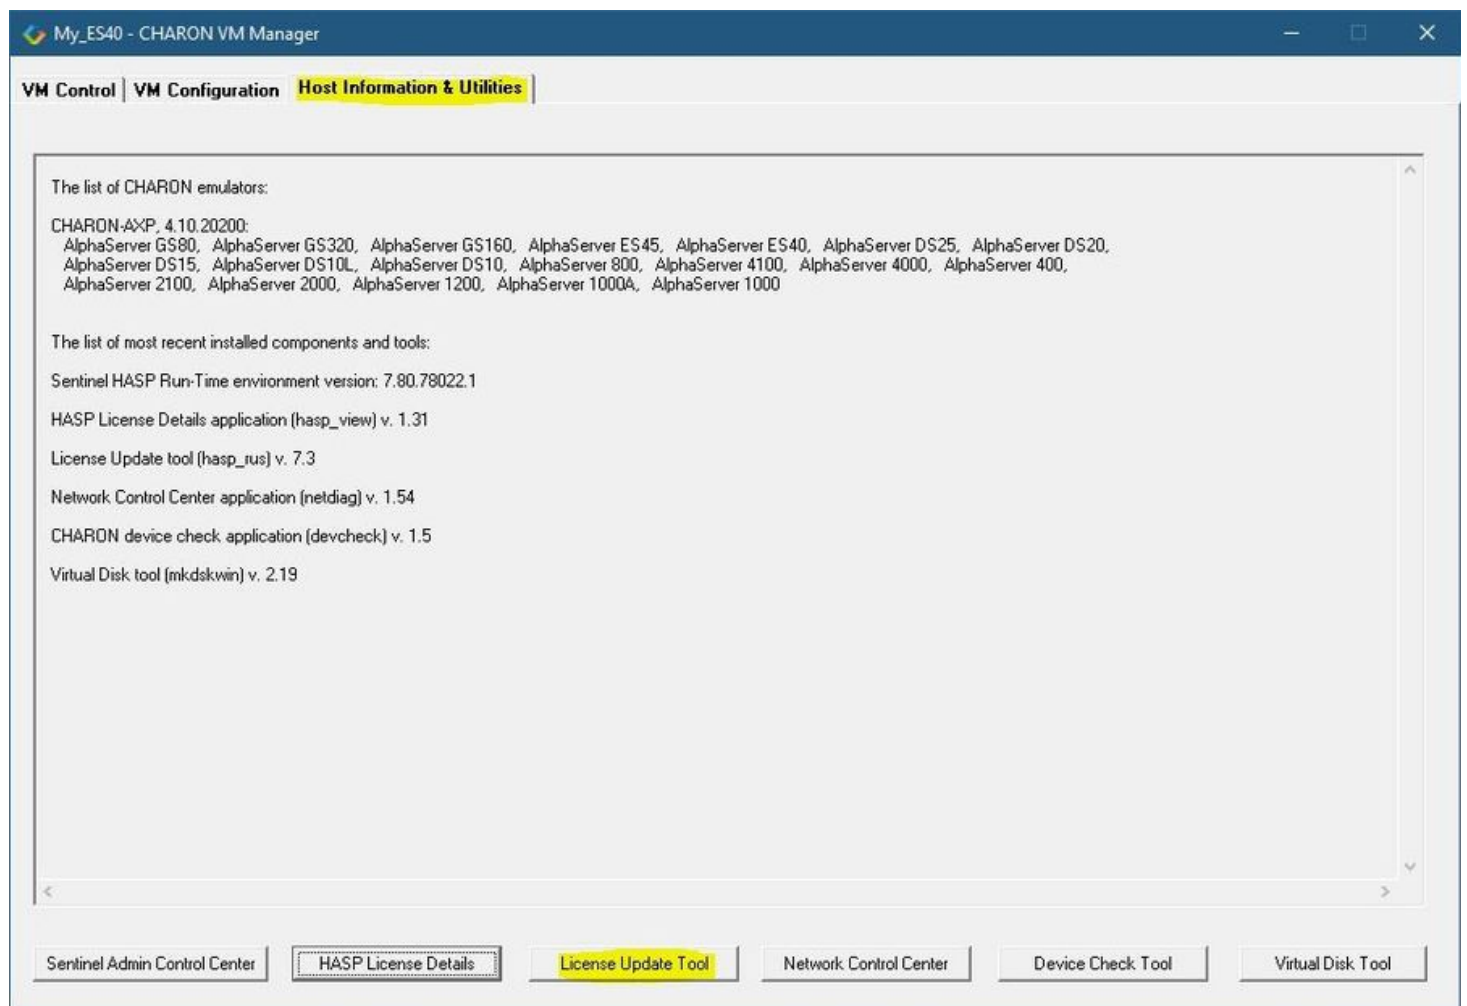 My_ES40 - CHARON VM Manager
VM Control VM Configuration Host Information & Utilities
The list of CHARON emulators:
CHARON-AXP, 4.10.20200:
AlphaServer GS80, AlphaServer GS320, AlphaServer GS160, AlphaServer ES45, AlphaServer ES40, AlphaServer DS25, AlphaServer DS20,
AlphaServer DS15, AlphaServer DS10L, AlphaServer DS10, AlphaServer 800, AlphaServer 4100, AlphaServer 4000, AlphaServer 400,
AlphaServer 2100, AlphaServer 2000, AlphaServer 1200, AlphaServer 1000A, AlphaServer 1000
The list of most recent installed components and tools:
Sentinel HASP Run-Time environment version: 7.80.78022.1
HASP License Details application (hasp_view) v. 1.31
License Update tool (hasp_rus) v. 7.3
Network Control Center application (netdiag) v. 1.54
CHARON device check application (devcheck) v. 1.5
Virtual Disk tool (mkdskwin) v. 2.19
Sentinel Admin Control Center HASP License Details License Update Tool Network Control Center Device Check Tool Virtual Disk Tool